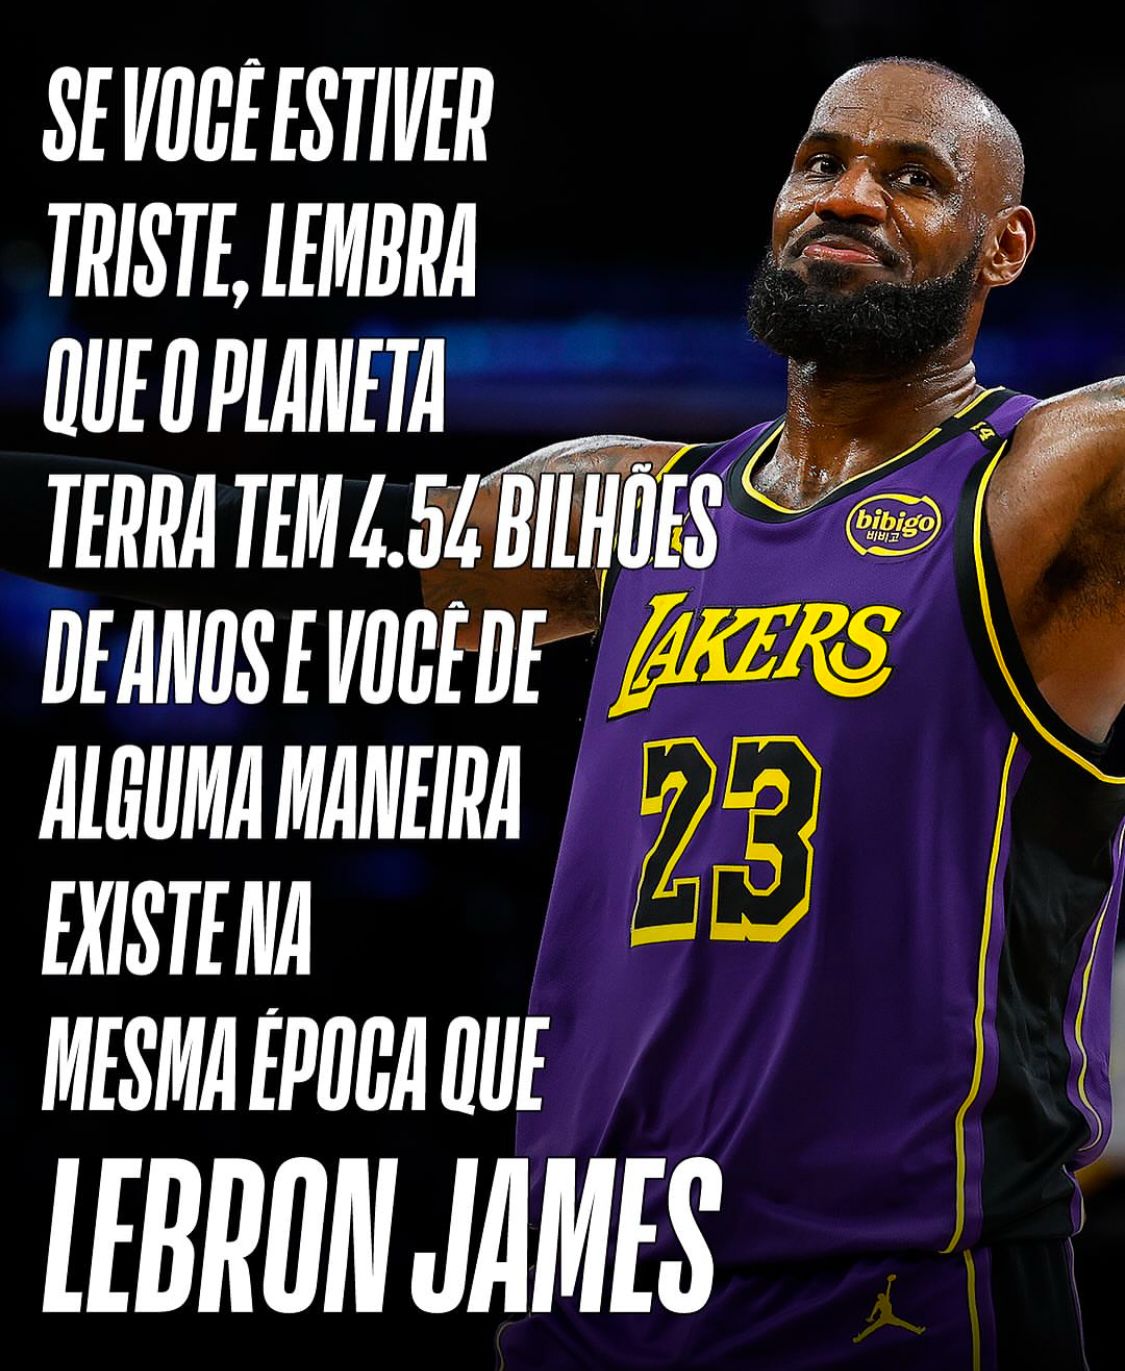 SE VOCÊ ESTIVER
TRISTE, LEMBRA
QUE O PLANETA
TERRA TEM 4.54 BILHÕES
DE ANOS E VOCÊ DE
ALGUMA MANEIRA
EXISTE NA
MESMA ÉPOCA QUE
LEBRON JAMES
bibigo
비비고
LAKERS
23